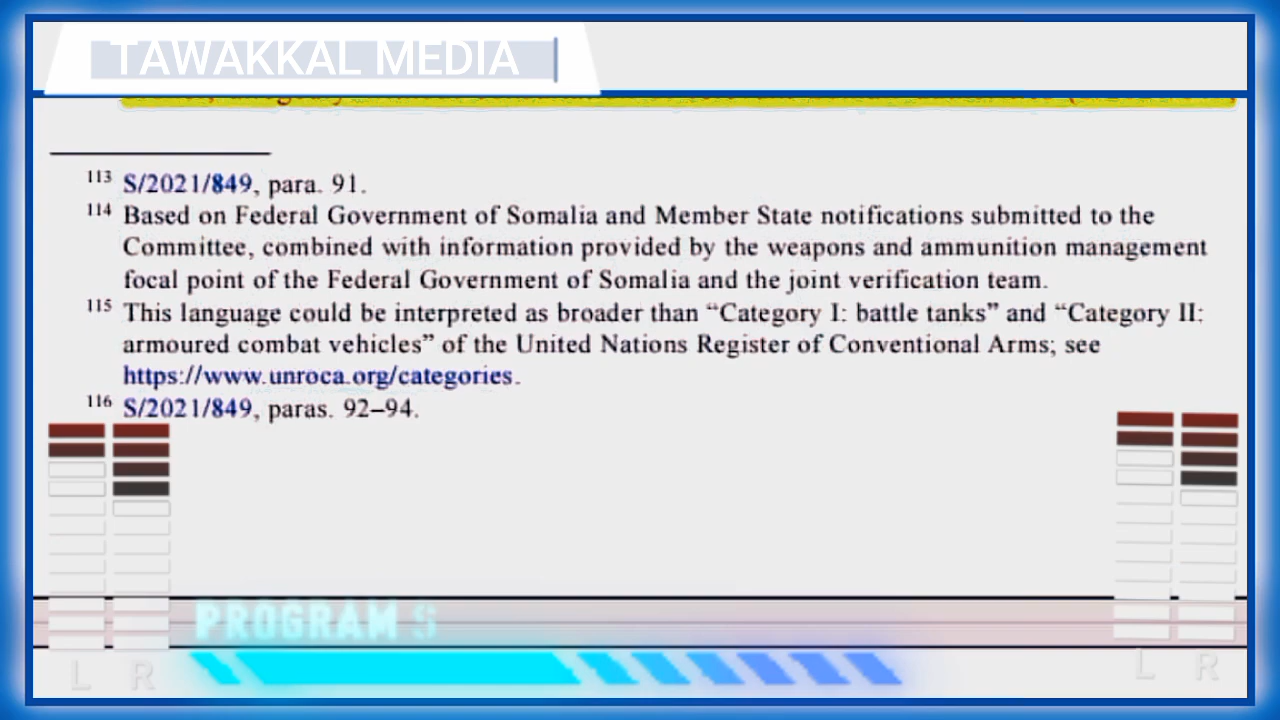 TAWAKKAL MEDIA
113 S/2021/849, para. 91.
114 Based on Federal Government of Somalia and Member State notifications submitted to the
Committee, combined with information provided by the weapons and ammunition management
focal point of the Federal Government of Somalia and the joint verification team.
115 This language could be interpreted as broader than “Category I: battle tanks” and “Category II:
armoured combat vehicles” of the United Nations Register of Conventional Arms; see
https://www.unroca.org/categories.
116 S/2021/849, paras. 92–94.
PROGRAM S
L R
L R